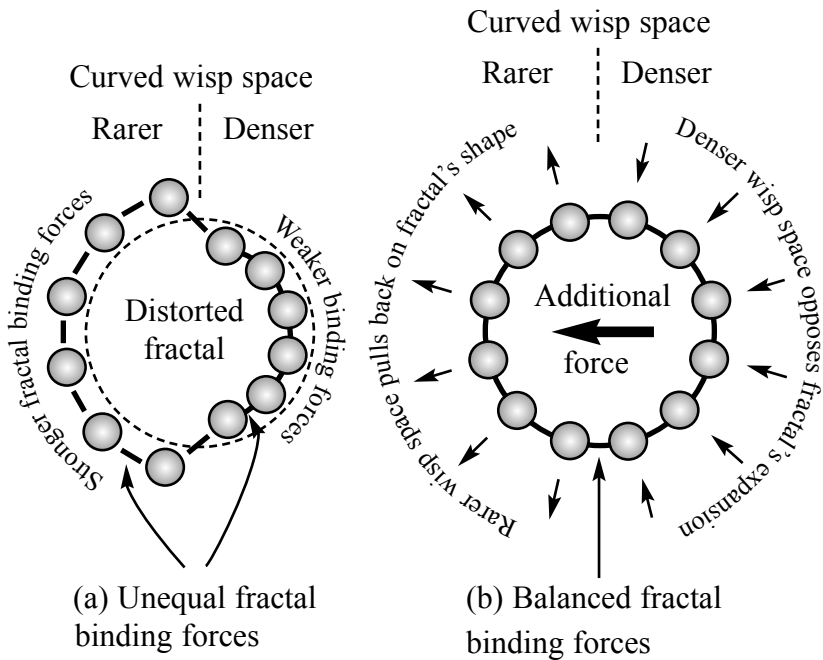 Curved wisp space
Rarer Denser
Stronger fractal binding forces
Weaker binding forces
Distorted
fractal
(a) Unequal fractal
binding forces
Curved wisp space
Rarer Denser
Rarer wisp space pulls back on fractal's shape
Denser wisp space opposes fractal's expansion
Additional
force
(b) Balanced fractal
binding forces